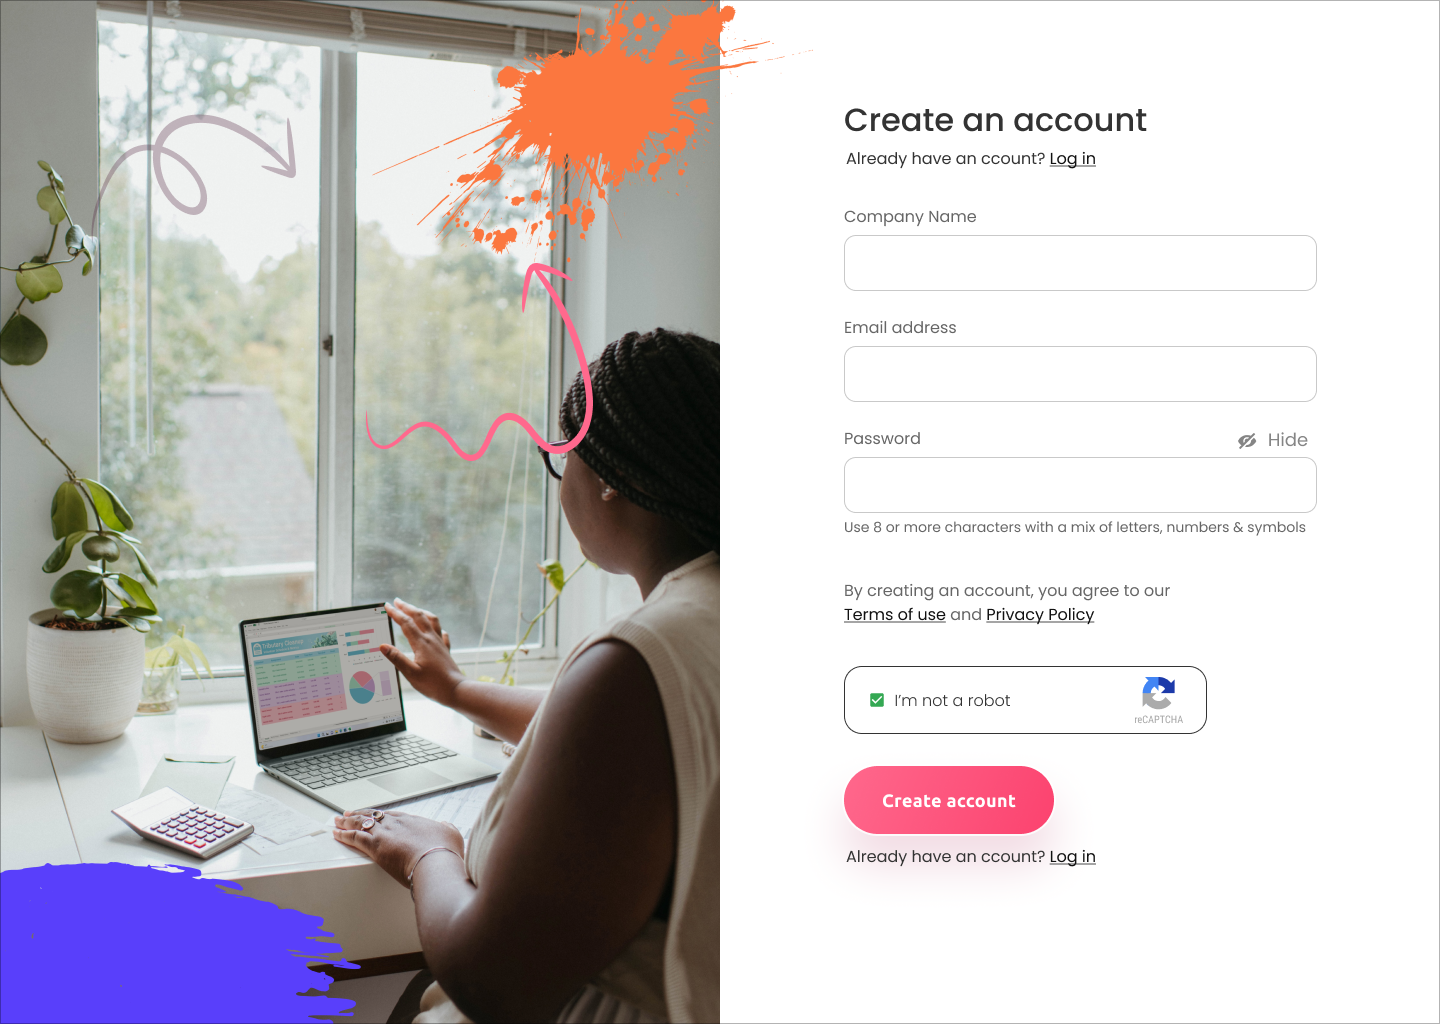 Create an account
Already have an ccount? Log in
Company Name
Email address
Password
Hide
Use 8 or more characters with a mix of letters, numbers & symbols
By creating an account, you agree to our
Terms of use and Privacy Policy
I'm not a robot
reCAPTCHA
Create account
Already have an ccount? Log in